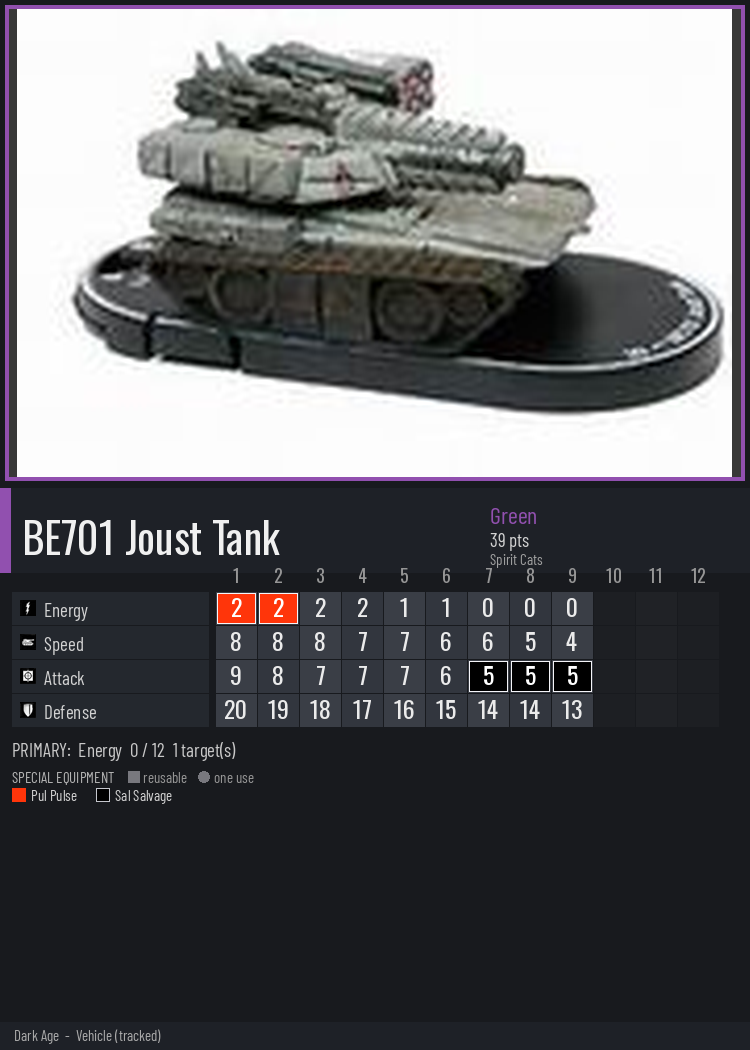 BE701 Joust Tank
Green
39 pts
Spirit Cats
1 2 3 4 5 6 7 8 9 10 11 12
Energy 2 2 2 2 1 1 0 0 0
Speed 8 8 8 7 7 6 6 5 4
Attack 9 8 7 7 7 6 5 5 5
Defense 20 19 18 17 16 15 14 14 13
PRIMARY: Energy 0 / 12 1 target(s)
SPECIAL EQUIPMENT reusable one use
Pul Pulse Sal Salvage
Dark Age - Vehicle (tracked)